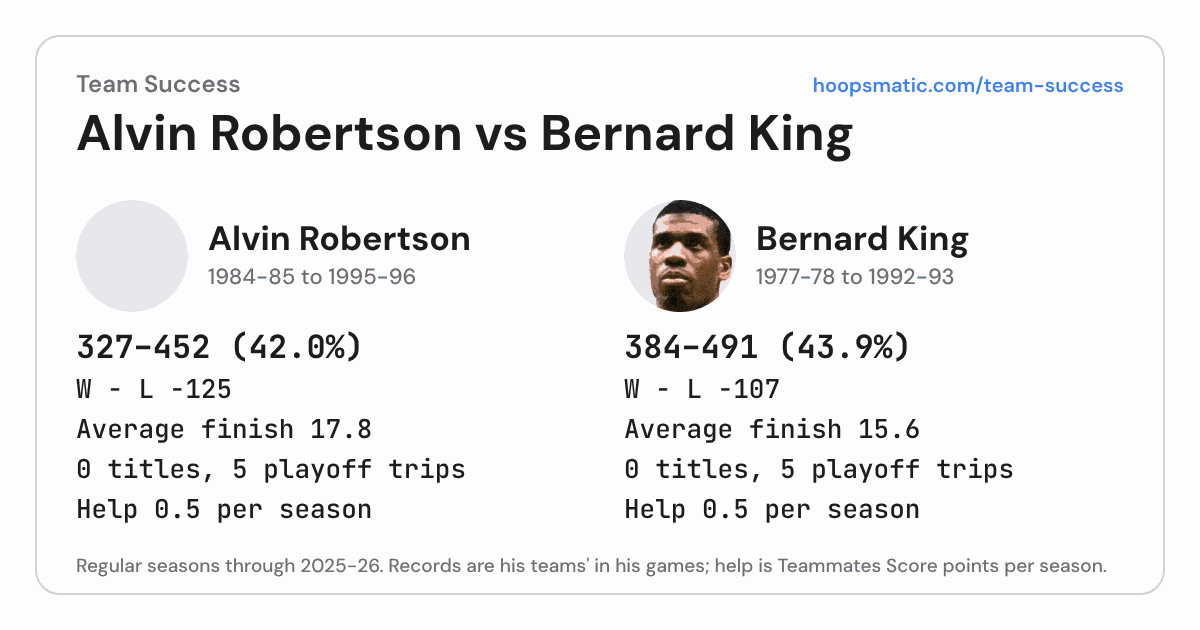 Team Success
hoopsmatic.com/team-success
Alvin Robertson vs Bernard King
Alvin Robertson
1984-85 to 1995-96
327-452 (42.0%)
W - L -125
Average finish 17.8
0 titles, 5 playoff trips
Help 0.5 per season
Bernard King
1977-78 to 1992-93
384-491 (43.9%)
W - L -107
Average finish 15.6
0 titles, 5 playoff trips
Help 0.5 per season
Regular seasons through 2025-26. Records are his teams' in his games; help is Teammates Score points per season.